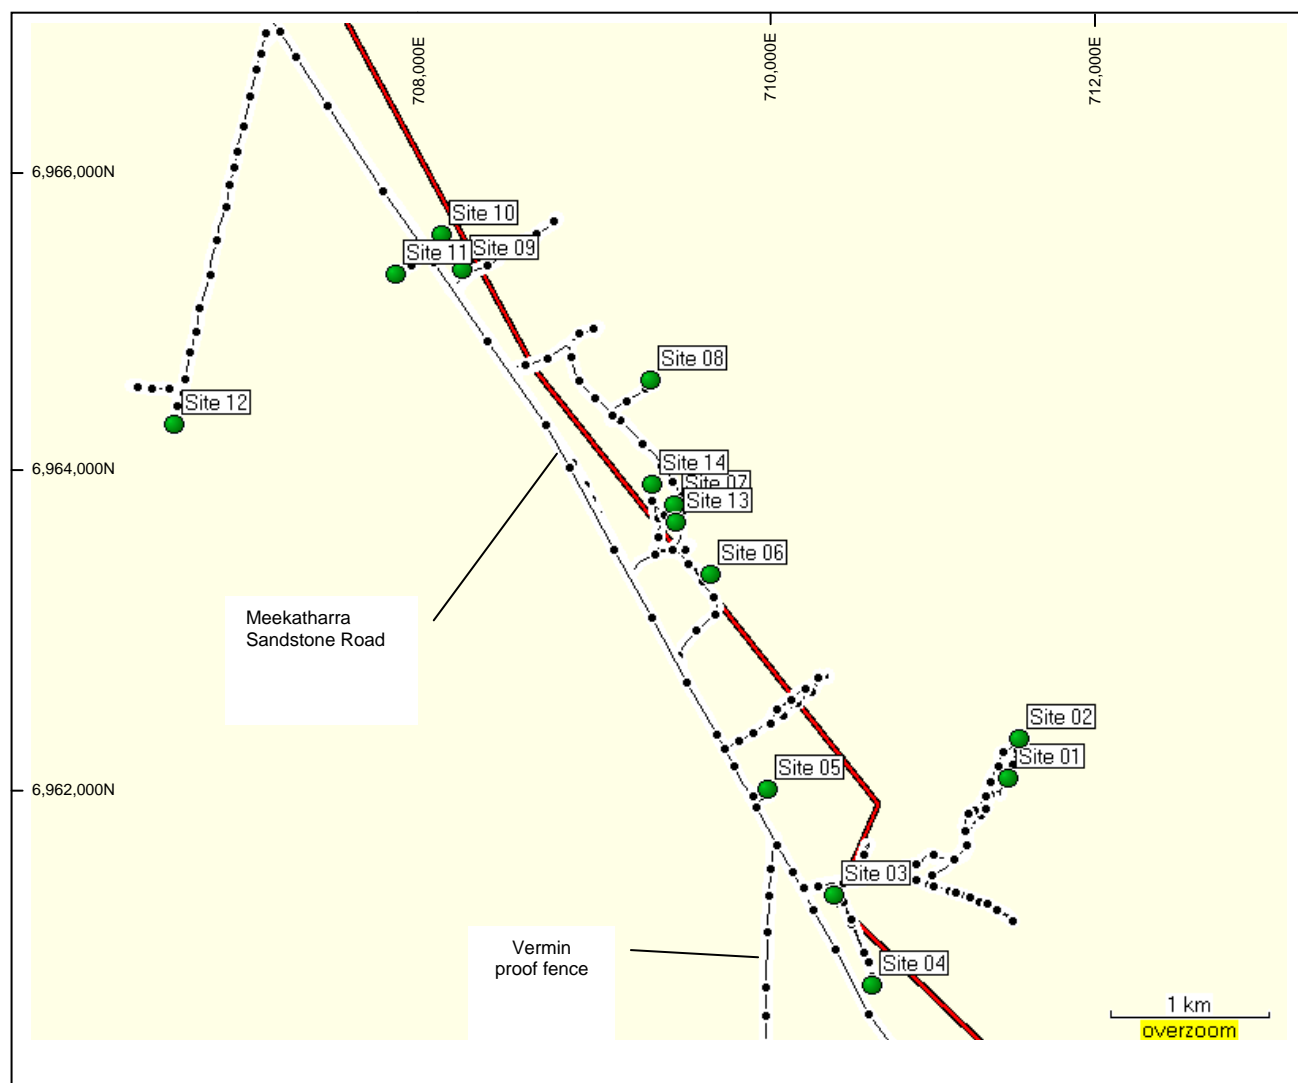 708,000E
710,000E
712,000E
6,966,000N
Site 10
Site 11
Site 09
Site 08
Site 12
6,964,000N
Site 14
Site 07
Site 13
Site 06
Meekatharra
Sandstone Road
Site 02
Site 01
Site 05
6,962,000N
Site 03
Vermin
proof fence
Site 04
1 km
overzoom